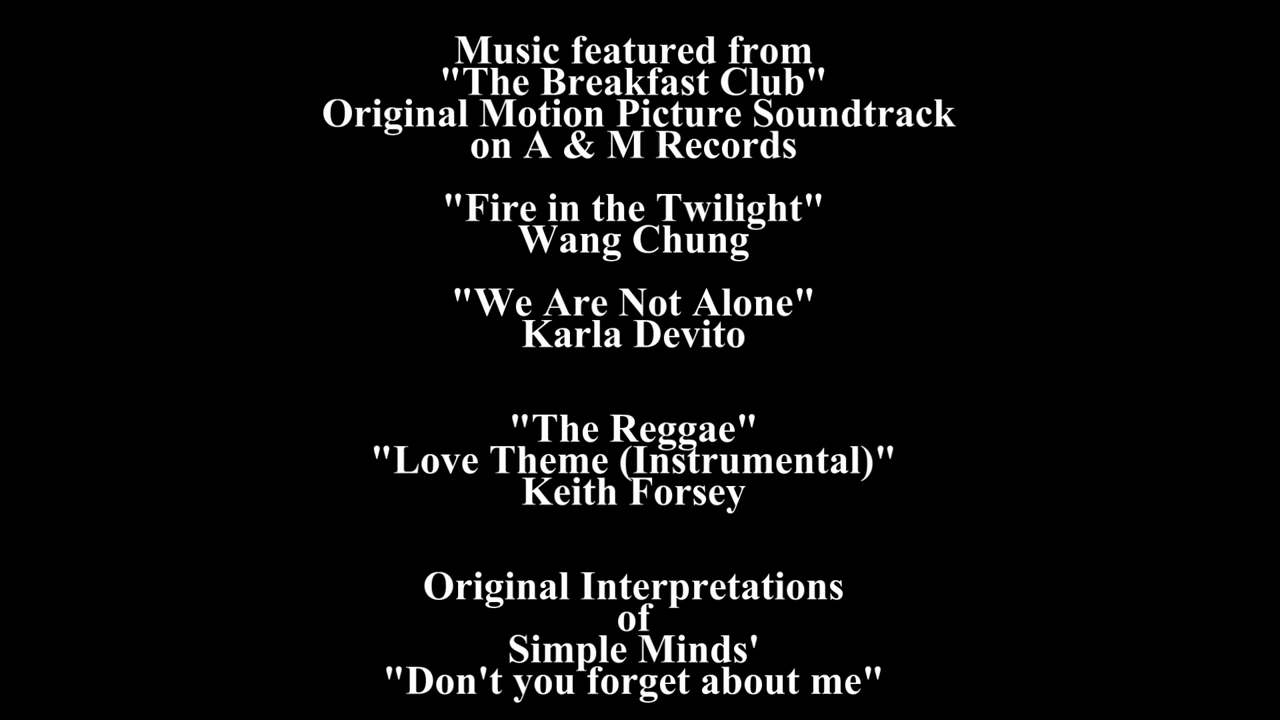 Music featured from
"The Breakfast Club"
Original Motion Picture Soundtrack
on A & M Records
"Fire in the Twilight"
Wang Chung
"We Are Not Alone"
Karla Devito
"The Reggae"
"Love Theme (Instrumental)"
Keith Forsey
Original Interpretations
of
Simple Minds'
"Don't you forget about me"